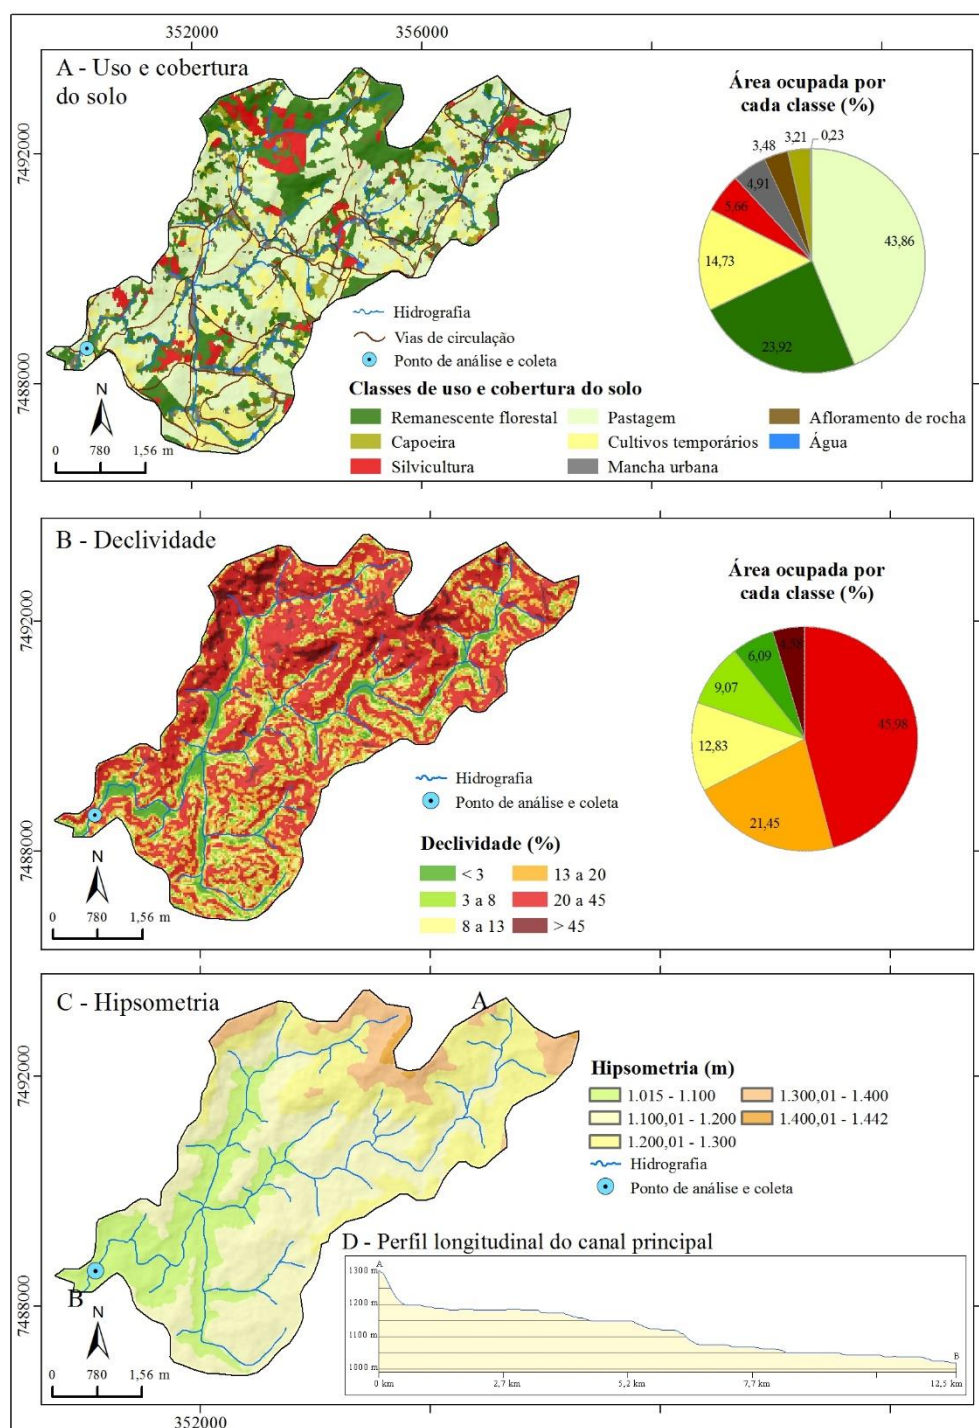 352000
356000
A - Uso e cobertura
do solo
Área ocupada por
cada classe (%)
3,21
0,23
3,48
4,91
5,66
43,86
14,73
23,92
7492000
7488000
Hidrografia
Vias de circulação
Ponto de análise e coleta
N
0 780 1,56 m
Classes de uso e cobertura do solo
Remanescente florestal
Pastagem
Afloramento de rocha
Capoeira
Cultivos temporários
Água
Silvicultura
Mancha urbana
B - Declividade
Área ocupada por
cada classe (%)
6,09
9,07
45,98
12,83
21,45
7492000
7488000
Hidrografia
Ponto de análise e coleta
N
0 780 1,56 m
Declividade (%)
< 3
13 a 20
3 a 8
20 a 45
8 a 13
> 45
C - Hipsometria
A
7492000
7488000
Hipsometria (m)
1.015 - 1.100
1.300,01 - 1.400
1.100,01 - 1.200
1.400,01 - 1.442
1.200,01 - 1.300
Hidrografia
Ponto de análise e coleta
B
N
0 780 1,56 m
D - Perfil longitudinal do canal principal
A
1300 m
1200 m
1100 m
1000 m
B
0 km 2,7 km 5,2 km 7,7 km 12,5 km
352000